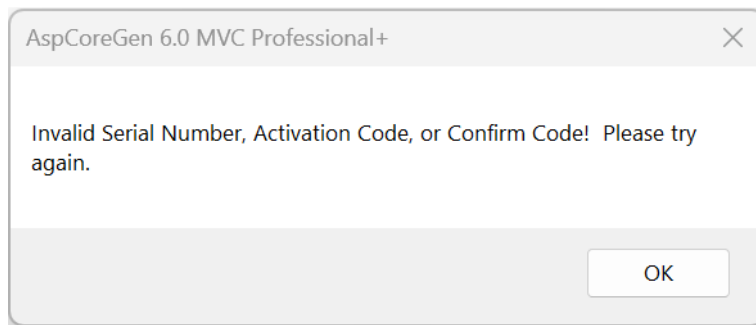 AspCoreGen 6.0 MVC Professional+
Invalid Serial Number, Activation Code, or Confirm Code!  Please try
again.
OK